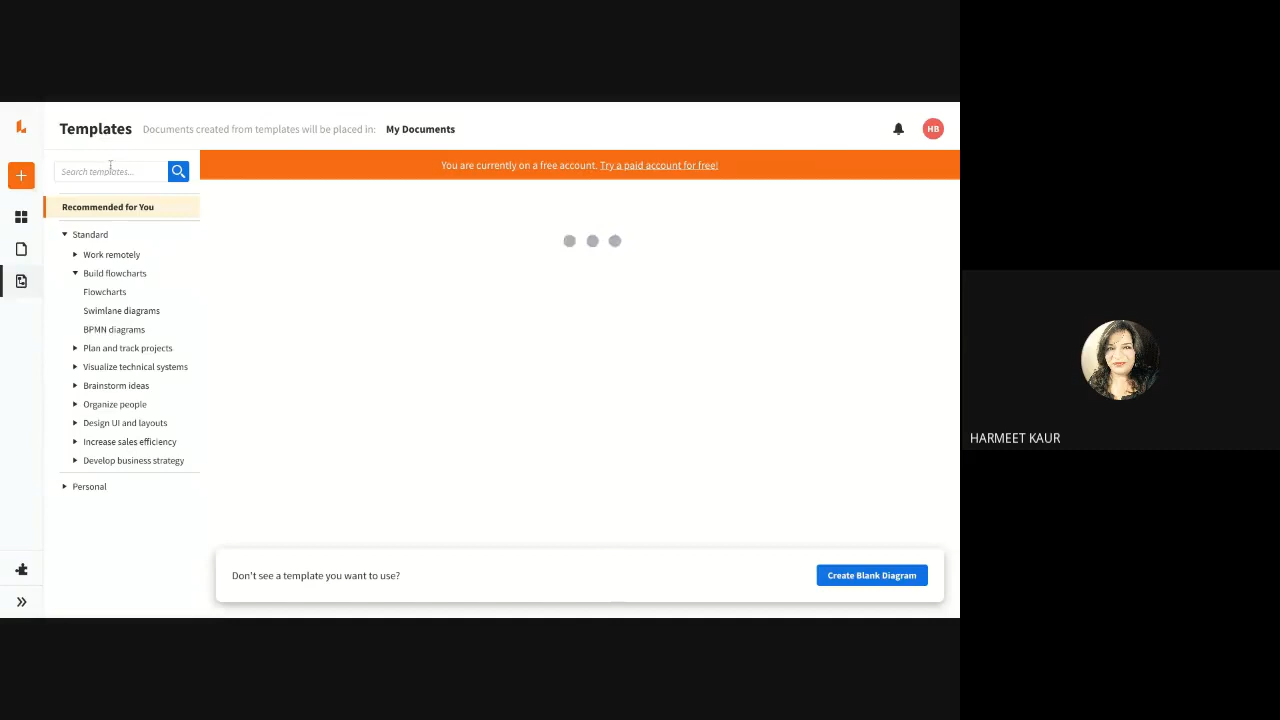 Templates
Documents created from templates will be placed in: My Documents
HB
Search templates...
You are currently on a free account. Try a paid account for free!
Recommended for You
Standard
Work remotely
Build flowcharts
Flowcharts
Swimlane diagrams
BPMN diagrams
Plan and track projects
Visualize technical systems
Brainstorm ideas
Organize people
Design UI and layouts
Increase sales efficiency
Develop business strategy
Personal
Don't see a template you want to use?
Create Blank Diagram
HARMEET KAUR